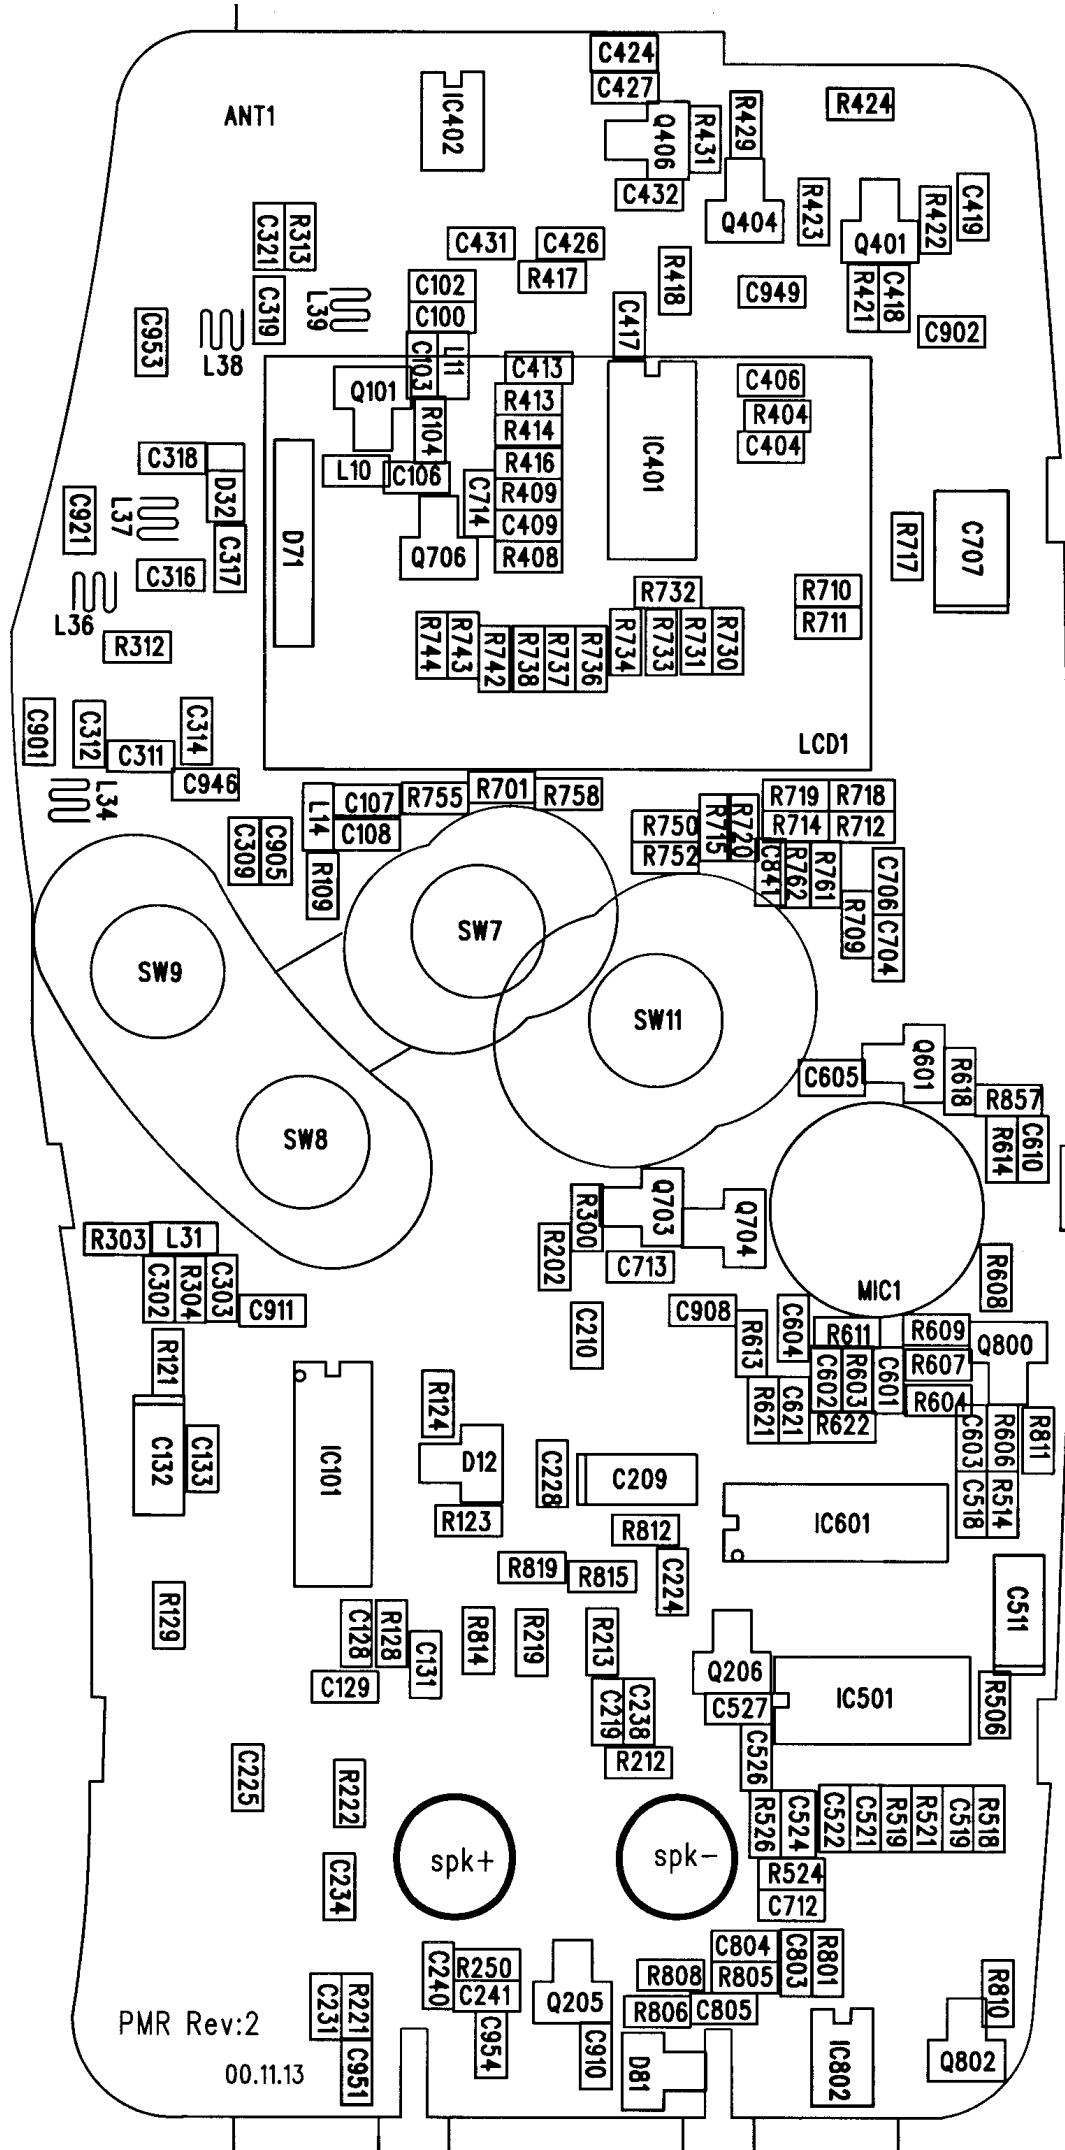 C424
C427
ANT1
IC402
Q406
R431
R429
R424
C432
Q404
R423
Q401
R422
C419
C321
R313
C431
C426
R417
R418
C949
R421
C418
C902
C102
C100
C319
L39
L38
C953
C417
C103
L11
C413
Q101
R104
R413
R414
R416
R409
C409
R408
IC401
C406
R404
C404
C318
L10
C106
C714
D32
C921
L37
C317
C316
D71
Q706
R717
C707
L36
R312
R732
R710
R711
R744
R743
R742
R738
R737
R736
R734
R733
R731
R730
LCD1
C901
C312
C311
C314
C946
L34
L14
C107
C108
R755
R701
R758
R719
R718
R714
R712
R750
R752
R715
R720
C841
R762
R761
C706
C704
R709
C309
C905
R109
SW7
SW9
SW11
SW8
C605
Q601
R618
R857
R614
C610
R300
Q703
Q704
R202
C713
R303
L31
C302
R304
C303
C911
MIC1
R608
C210
C908
R613
C604
R611
R609
Q800
R607
R604
C602
R603
C601
R621
C621
R622
C603
R606
R811
R121
C132
C133
IC101
R124
D12
C228
C209
R123
IC601
C518
R514
R812
R819
R815
C224
C511
R129
C128
R128
C131
C129
R814
R219
R213
Q206
IC501
R506
C527
C219
C238
R212
C526
C225
R222
R526
C524
C522
C521
R519
R521
C519
R518
spk+
spk-
R524
C712
C234
C804
C803
R801
R805
R808
R806
C805
C240
R250
C241
Q205
R810
PMR Rev:2
C231
R221
C954
C910
D81
IC802
Q802
00.11.13
C951